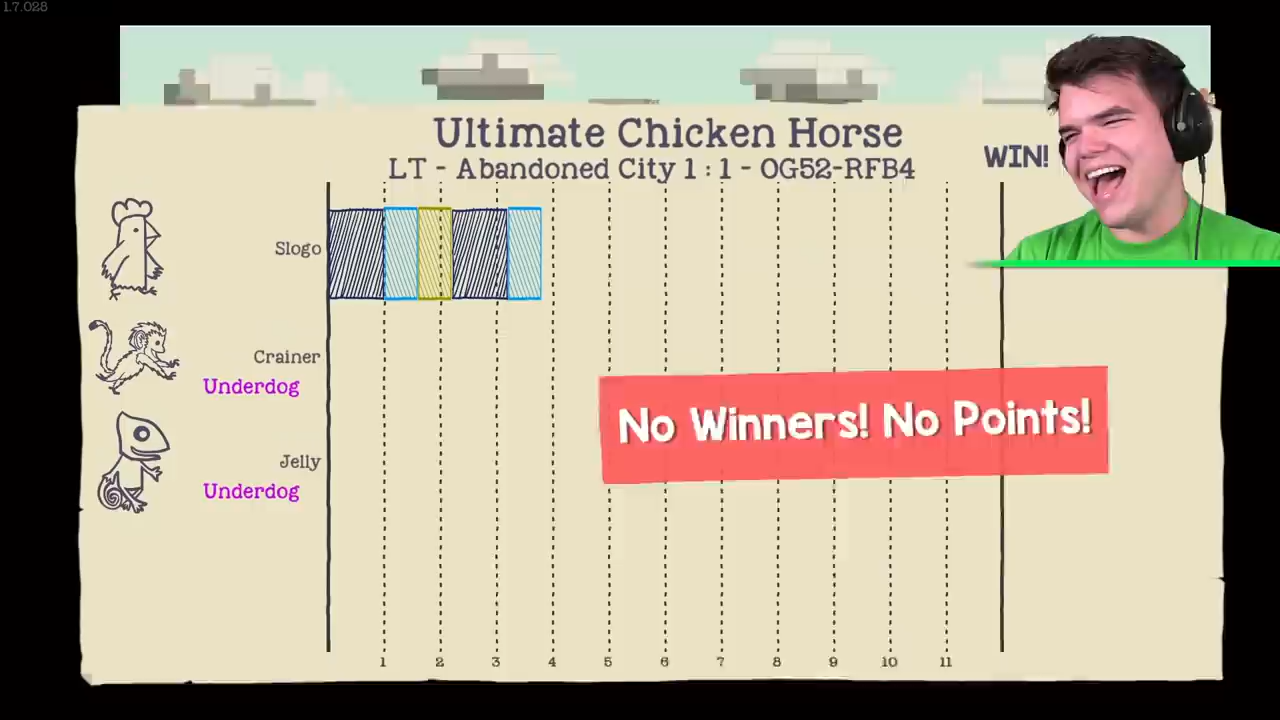 1.7.028
Ultimate Chicken Horse
LT - Abandoned City 1 : 1 - OG52-RFB4
WIN!
Slogo
Crainer
Underdog
No Winners! No Points!
Jelly
Underdog
1 2 3 4 5 6 7 8 9 10 11